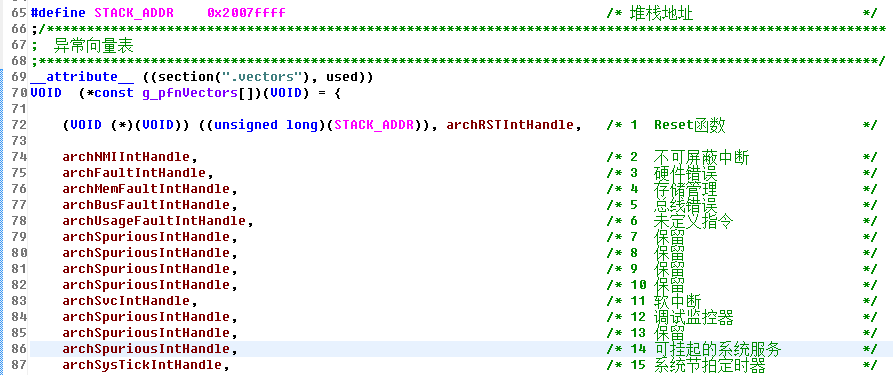 65 #define STACK_ADDR 0x2007ffff /* 堆栈地址 */
66 ;/*********************************************************************************************************
67 ; 异常向量表
68 ;*********************************************************************************************************/
69 __attribute__ ((section(".vectors"), used))
70 VOID (*const g_pfnVectors[])(VOID) = {
71
72 (VOID (*)(VOID)) ((unsigned long)(STACK_ADDR)), archRSTIntHandle, /* 1 Reset函数 */
73
74 archNMIIntHandle, /* 2 不可屏蔽中断 */
75 archFaultIntHandle, /* 3 硬件错误 */
76 archMemFaultIntHandle, /* 4 存储管理 */
77 archBusFaultIntHandle, /* 5 总线错误 */
78 archUsageFaultIntHandle, /* 6 未定义指令 */
79 archSpuriousIntHandle, /* 7 保留 */
80 archSpuriousIntHandle, /* 8 保留 */
81 archSpuriousIntHandle, /* 9 保留 */
82 archSpuriousIntHandle, /* 10 保留 */
83 archSvcIntHandle, /* 11 软中断 */
84 archSpuriousIntHandle, /* 12 调试监控器 */
85 archSpuriousIntHandle, /* 13 保留 */
86 archSpuriousIntHandle, /* 14 可挂起的系统服务 */
87 archSysTickIntHandle, /* 15 系统节拍定时器 */